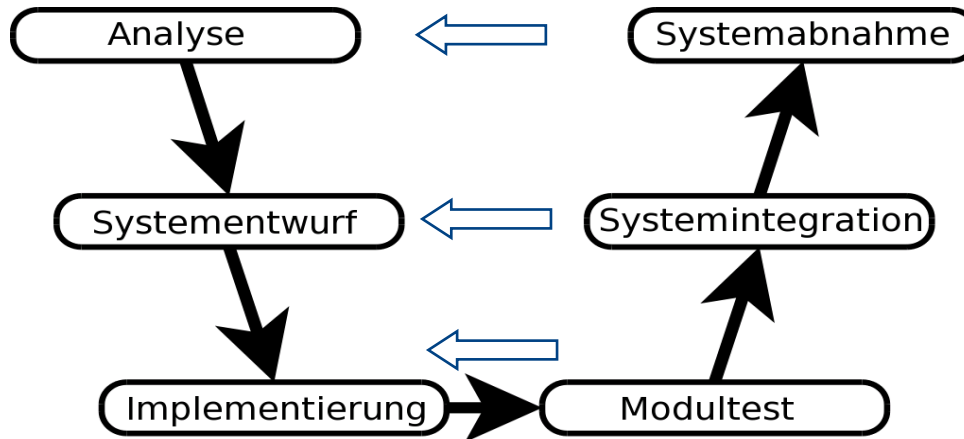 Analyse
Systemabnahme
Systementwurf
Systemintegration
Implementierung
Modultest